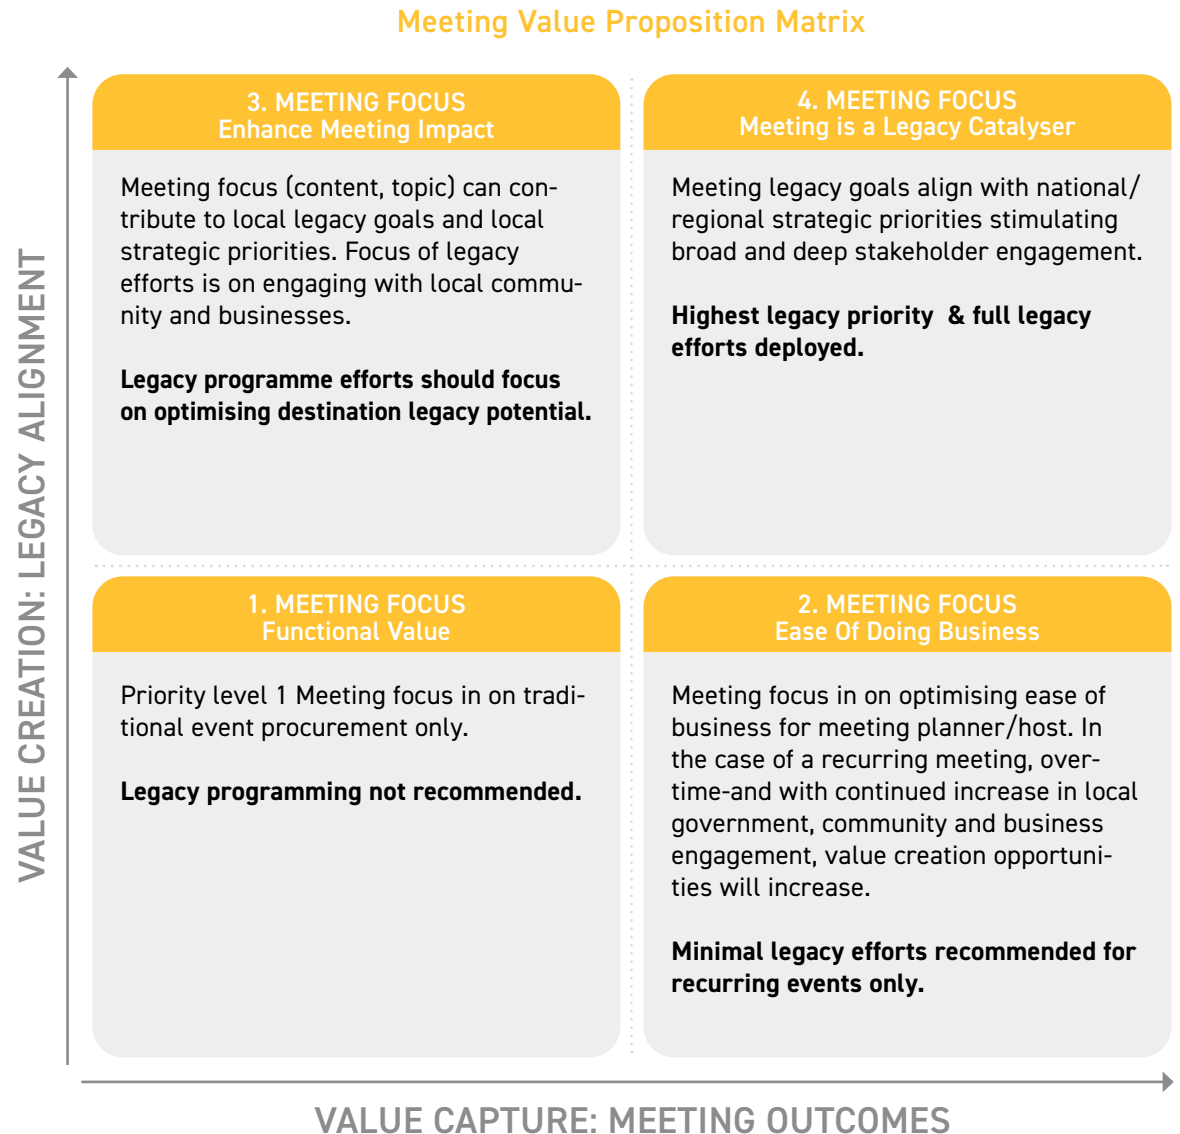 Meeting Value Proposition Matrix
VALUE CREATION: LEGACY ALIGNMENT
3. MEETING FOCUS
Enhance Meeting Impact
Meeting focus (content, topic) can con-
tribute to local legacy goals and local
strategic priorities. Focus of legacy
efforts is on engaging with local commu-
nity and businesses.
Legacy programme efforts should focus
on optimising destination legacy potential.
4. MEETING FOCUS
Meeting is a Legacy Catalyser
Meeting legacy goals align with national/
regional strategic priorities stimulating
broad and deep stakeholder engagement.
Highest legacy priority & full legacy
efforts deployed.
1. MEETING FOCUS
Functional Value
Priority level 1 Meeting focus in on tradi-
tional event procurement only.
Legacy programming not recommended.
2. MEETING FOCUS
Ease Of Doing Business
Meeting focus in on optimising ease of
business for meeting planner/host. In
the case of a recurring meeting, over-
time-and with continued increase in local
government, community and business
engagement, value creation opportuni-
ties will increase.
Minimal legacy efforts recommended for
recurring events only.
VALUE CAPTURE: MEETING OUTCOMES